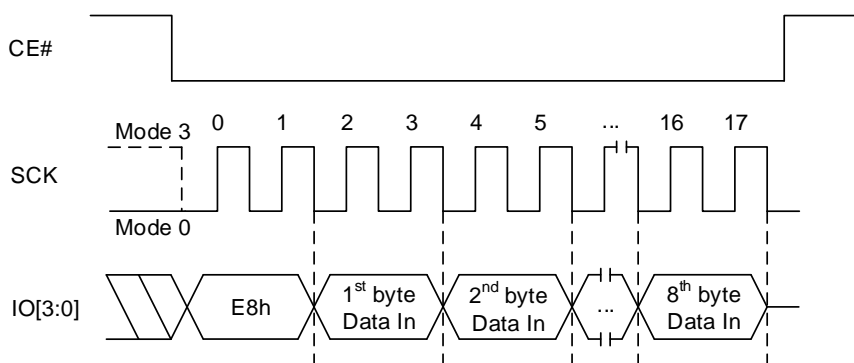 CE#
0 1 2 3 4 5 ... 16 17
Mode 3
SCK
Mode 0
IO[3:0]
E8h
1st byte
Data In
2nd byte
Data In
...
8th byte
Data In